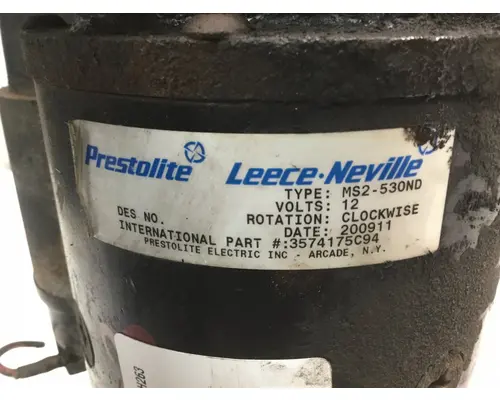 Prestolite Leece-Neville
TYPE: MS2-530ND
VOLTS: 12
DES NO. ROTATION: CLOCKWISE
DATE: 200911
INTERNATIONAL PART #:3574175C94
PRESTOLITE ELECTRIC INC - ARCADE, N.Y.
H263